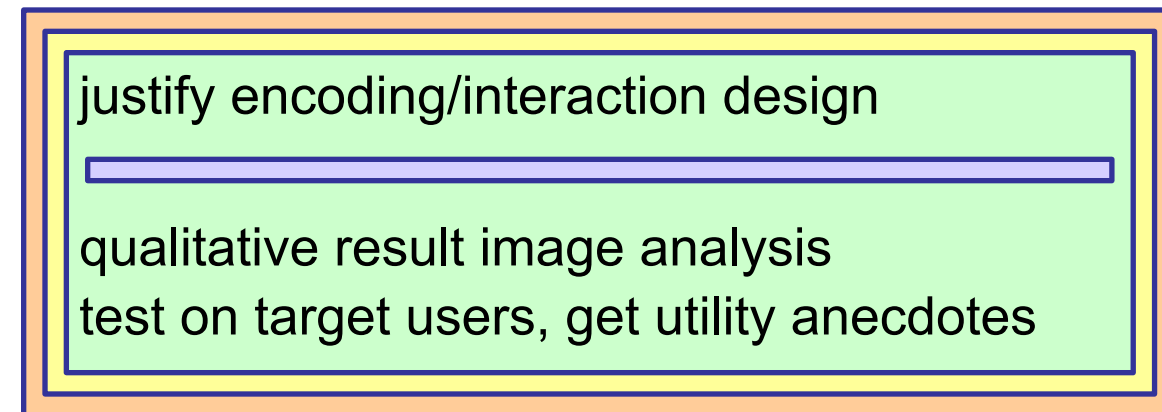 justify encoding/interaction design
qualitative result image analysis
test on target users, get utility anecdotes